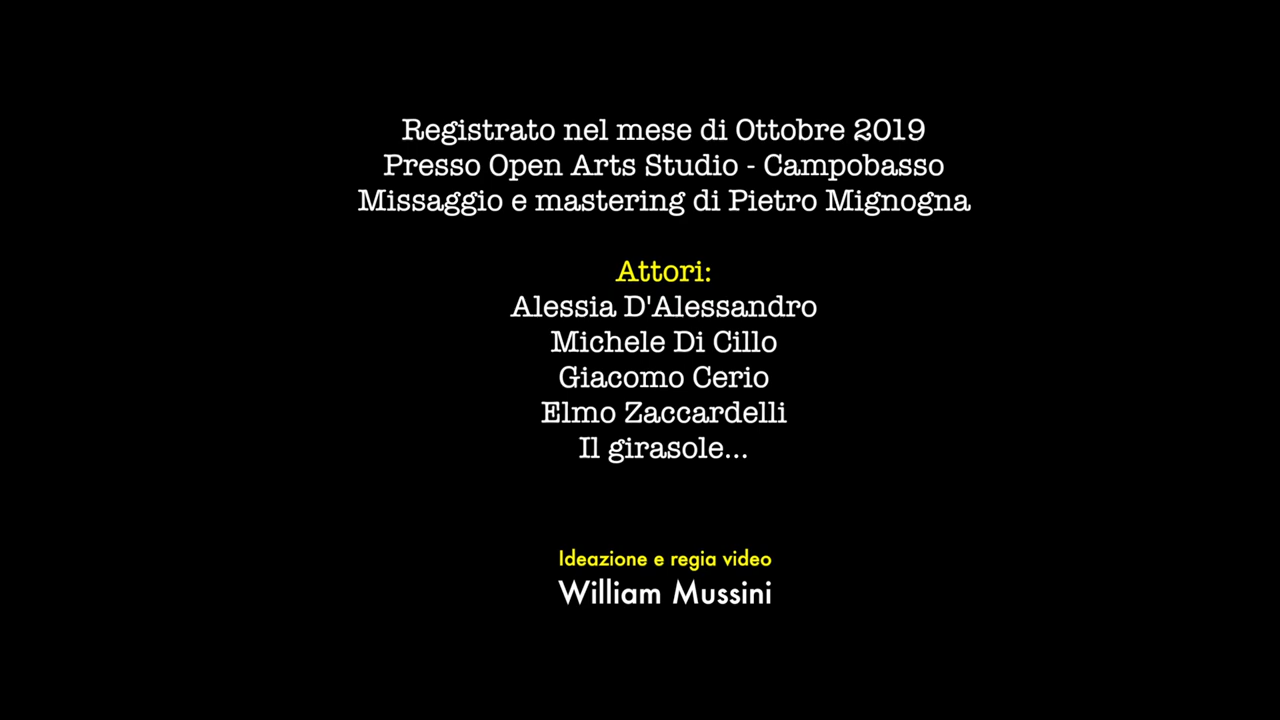 Registrato nel mese di Ottobre 2019
Presso Open Arts Studio - Campobasso
Missaggio e mastering di Pietro Mignogna
Attori:
Alessia D'Alessandro
Michele Di Cillo
Giacomo Cerio
Elmo Zaccardelli
Il girasole...
Ideazione e regia video
William Mussini